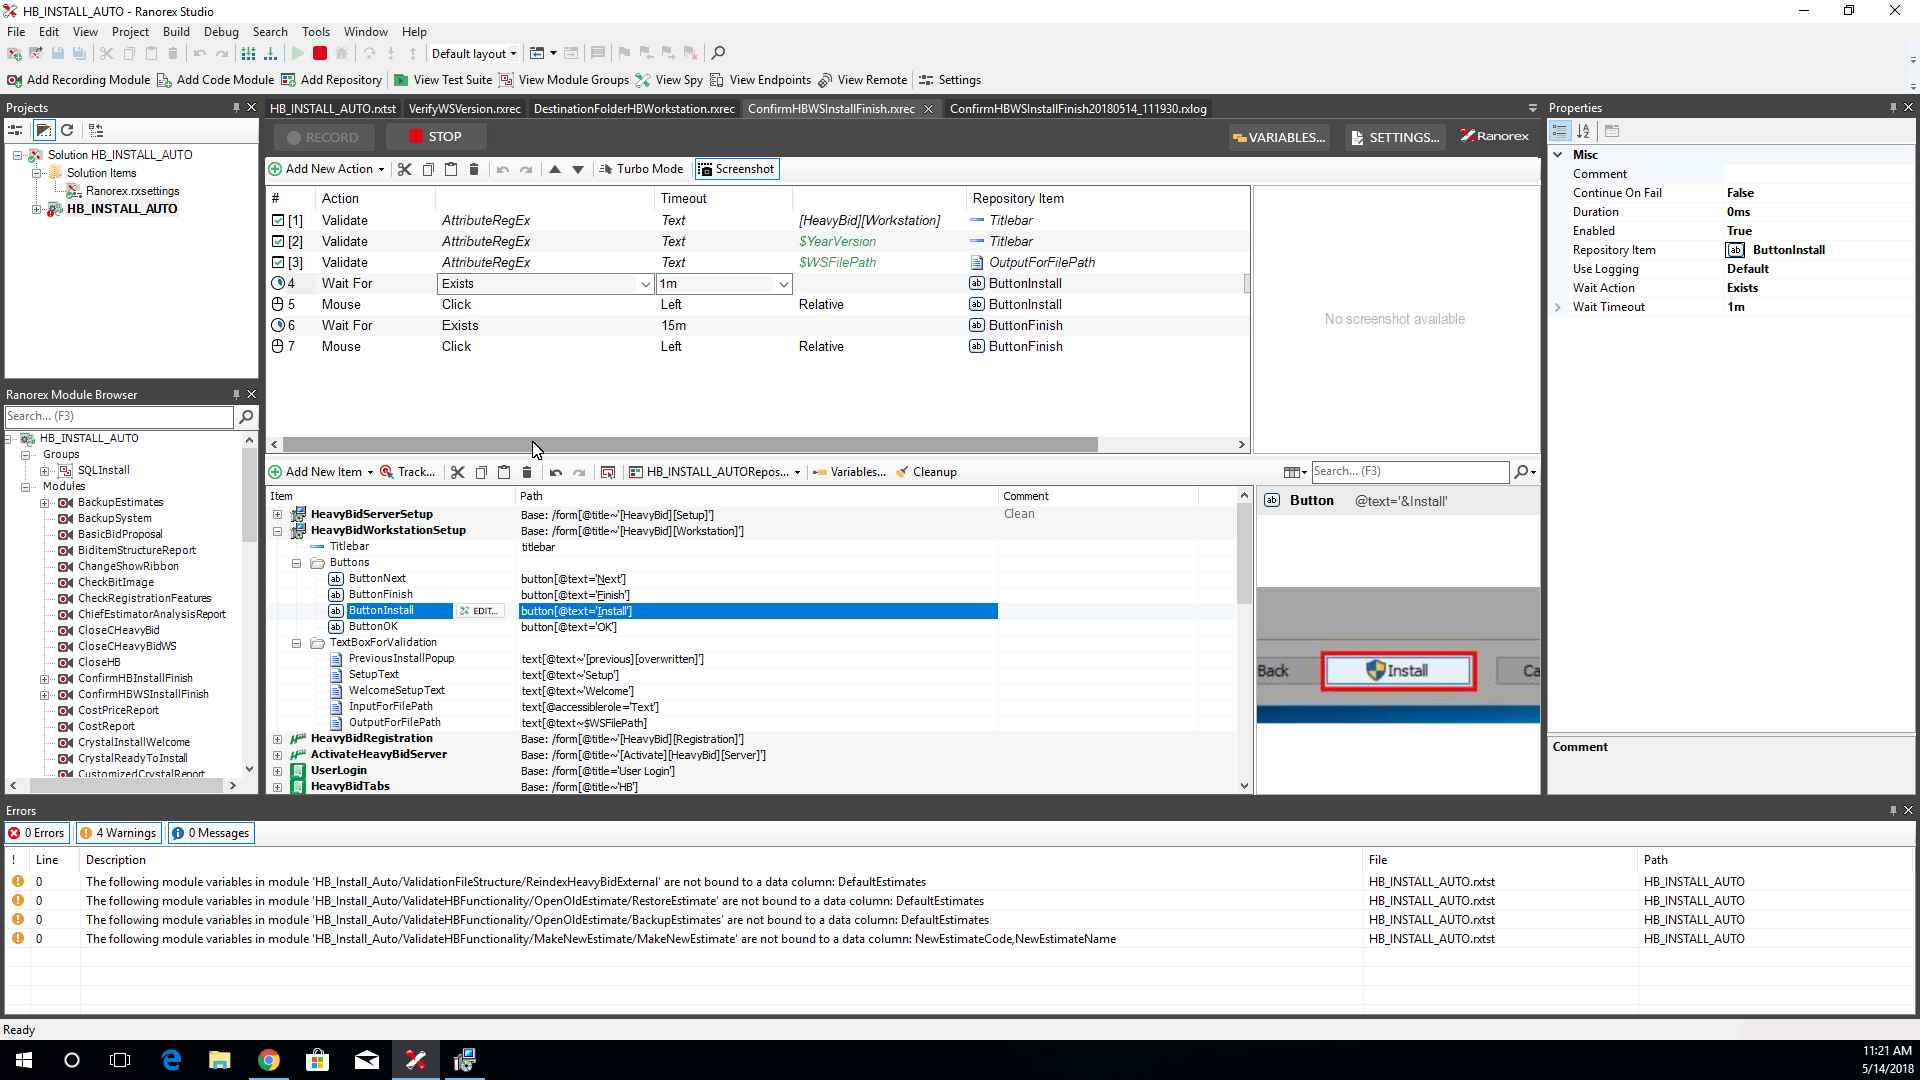 HB_INSTALL_AUTO - Ranorex Studio
File Edit View Project Build Debug Search Tools Window Help
Default layout
Add Recording Module Add Code Module Add Repository View Test Suite View Module Groups View Spy View Endpoints View Remote Settings
Projects
Solution HB_INSTALL_AUTO
Solution Items
Ranorex.rxsettings
HB_INSTALL_AUTO
Ranorex Module Browser
Search... (F3)
HB_INSTALL_AUTO
Groups
SQLInstall
Modules
BackupEstimates
BackupSystem
BasicBidProposal
BiditemStructureReport
ChangeShowRibbon
CheckBitImage
CheckRegistrationFeatures
ChiefEstimatorAnalysisReport
CloseCHeavyBid
CloseCHeavyBidWS
CloseHB
ConfirmHBInstallFinish
ConfirmHBWSInstallFinish
CostPriceReport
CostReport
CrystalInstallWelcome
CrystalReadyToInstall
CustomizedCrystalReport
HB_INSTALL_AUTO.rxtst VerifyWSVersion.rxrec DestinationFolderHBWorkstation.rxrec ConfirmHBWSInstallFinish.rxrec ConfirmHBWSInstallFinish20180514_111930.rxlog
RECORD STOP VARIABLES... SETTINGS... Ranorex
Add New Action Turbo Mode Screenshot
# Action Timeout Repository Item
[1] Validate AttributeRegEx Text [HeavyBid][Workstation] Titlebar
[2] Validate AttributeRegEx Text $YearVersion Titlebar
[3] Validate AttributeRegEx Text $WSFilePath OutputForFilePath
4 Wait For Exists 1m ButtonInstall
5 Mouse Click Left Relative ButtonInstall
6 Wait For Exists 15m ButtonFinish
7 Mouse Click Left Relative ButtonFinish
No screenshot available
Add New Item Track... HB_INSTALL_AUTORepos... Variables... Cleanup Search... (F3)
Item Path Comment
HeavyBidServerSetup Base: /form[@title~'[HeavyBid][Setup]'] Clean
HeavyBidWorkstationSetup Base: /form[@title~'[HeavyBid][Workstation]']
Titlebar titlebar
Buttons
ButtonNext button[@text='Next']
ButtonFinish button[@text='Finish']
ButtonInstall EDIT... button[@text='Install']
ButtonOK button[@text='OK']
TextBoxForValidation
PreviousInstallPopup text[@text~'[previous][overwritten]']
SetupText text[@text~'Setup']
WelcomeSetupText text[@text~'Welcome']
InputForFilePath text[@accessiblerole='Text']
OutputForFilePath text[@text~$WSFilePath]
HeavyBidRegistration Base: /form[@title~'[HeavyBid][Registration]']
ActivateHeavyBidServer Base: /form[@title~'[Activate][HeavyBid][Server]']
UserLogin Base: /form[@title='User Login']
HeavyBidTabs Base: /form[@title~'HB']
Button @text='&Install'
Back Install Ca
Properties
Misc
Comment
Continue On Fail False
Duration 0ms
Enabled True
Repository Item ButtonInstall
Use Logging Default
Wait Action Exists
Wait Timeout 1m
Comment
Errors
0 Errors 4 Warnings 0 Messages
! Line Description File Path
0 The following module variables in module 'HB_Install_Auto/ValidationFileStructure/ReindexHeavyBidExternal' are not bound to a data column: DefaultEstimates HB_INSTALL_AUTO.rxtst HB_INSTALL_AUTO
0 The following module variables in module 'HB_Install_Auto/ValidateHBFunctionality/OpenOldEstimate/RestoreEstimate' are not bound to a data column: DefaultEstimates HB_INSTALL_AUTO.rxtst HB_INSTALL_AUTO
0 The following module variables in module 'HB_Install_Auto/ValidateHBFunctionality/OpenOldEstimate/BackupEstimates' are not bound to a data column: DefaultEstimates HB_INSTALL_AUTO.rxtst HB_INSTALL_AUTO
0 The following module variables in module 'HB_Install_Auto/ValidateHBFunctionality/MakeNewEstimate/MakeNewEstimate' are not bound to a data column: NewEstimateCode,NewEstimateName HB_INSTALL_AUTO.rxtst HB_INSTALL_AUTO
Ready
11:21 AM
5/14/2018